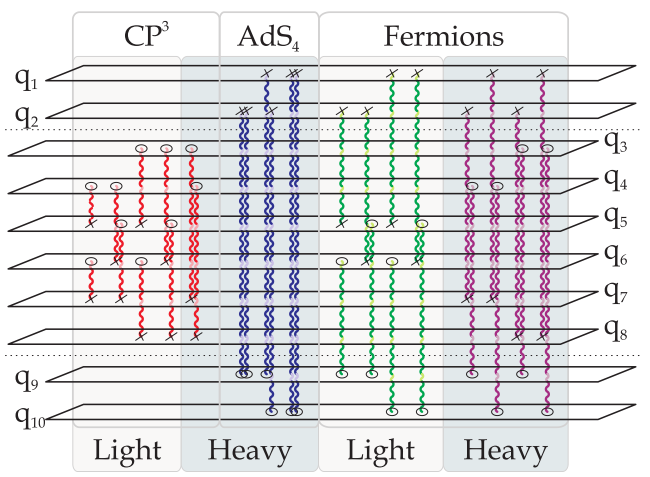 CP³ AdS₄ Fermions
q₁
q₂
q₃
q₄
q₅
q₆
q₇
q₈
q₉
q₁₀
Light Heavy Light Heavy